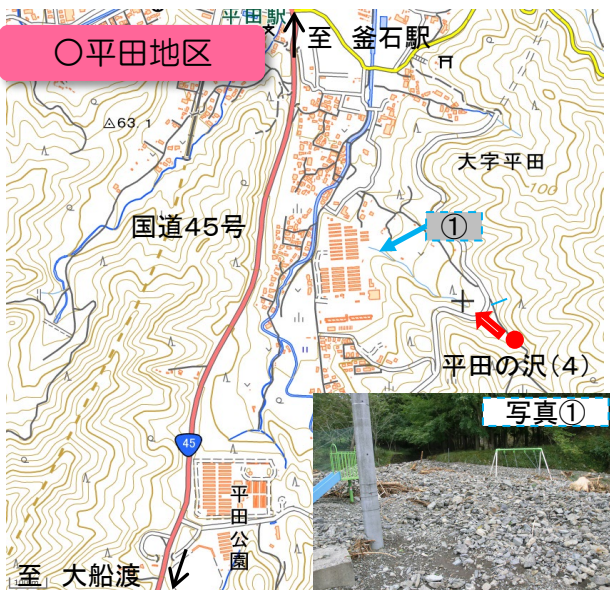 平田駅
至 釜石駅
〇平田地区
△63.1
大字平田
100
国道45号
①
平田の沢(4)
写真①
45
平田公園
至 大船渡